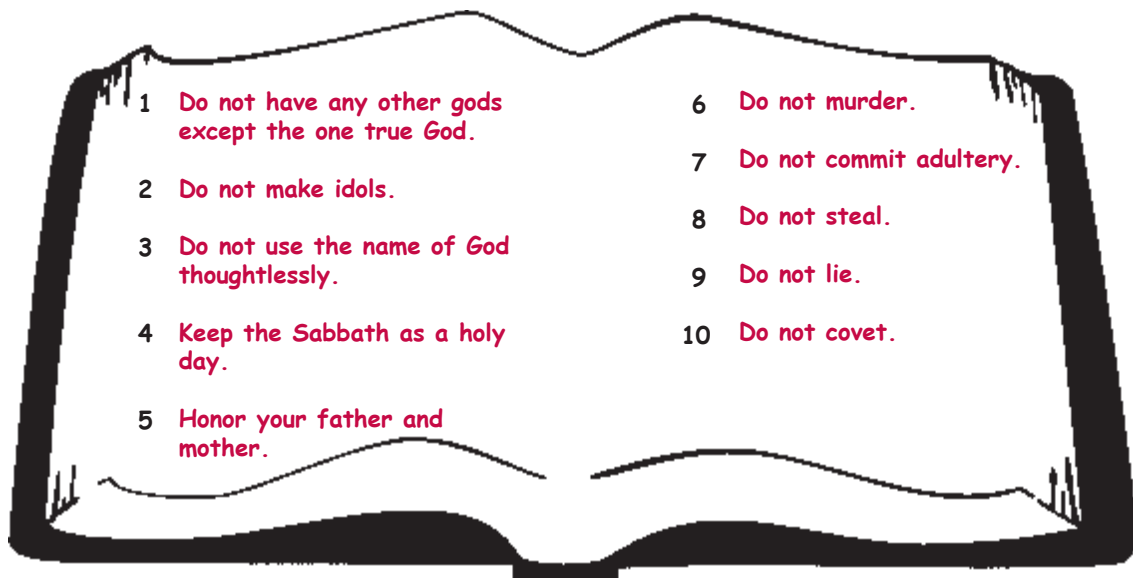 1 Do not have any other gods
except the one true God.
2 Do not make idols.
3 Do not use the name of God
thoughtlessly.
4 Keep the Sabbath as a holy
day.
5 Honor your father and
mother.
6 Do not murder.
7 Do not commit adultery.
8 Do not steal.
9 Do not lie.
10 Do not covet.